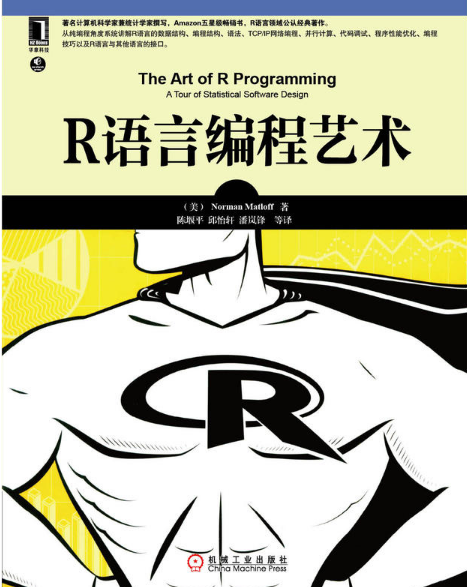 著名计算机科学家兼统计学家撰写，Amazon五星级畅销书，R语言领域公认经典著作。
从纯编程角度系统讲解R语言的数据结构、编程结构、语法、TCP/IP网络编程、并行计算、代码调试、程序性能优化、编程
技巧以及R语言与其他语言的接口。
华章科技
The Art of R Programming
A Tour of Statistical Software Design
R语言编程艺术
（美） Norman Matloff 著
陈堰平 邱怡轩 潘岚锋 等译
R
机械工业出版社
China Machine Press